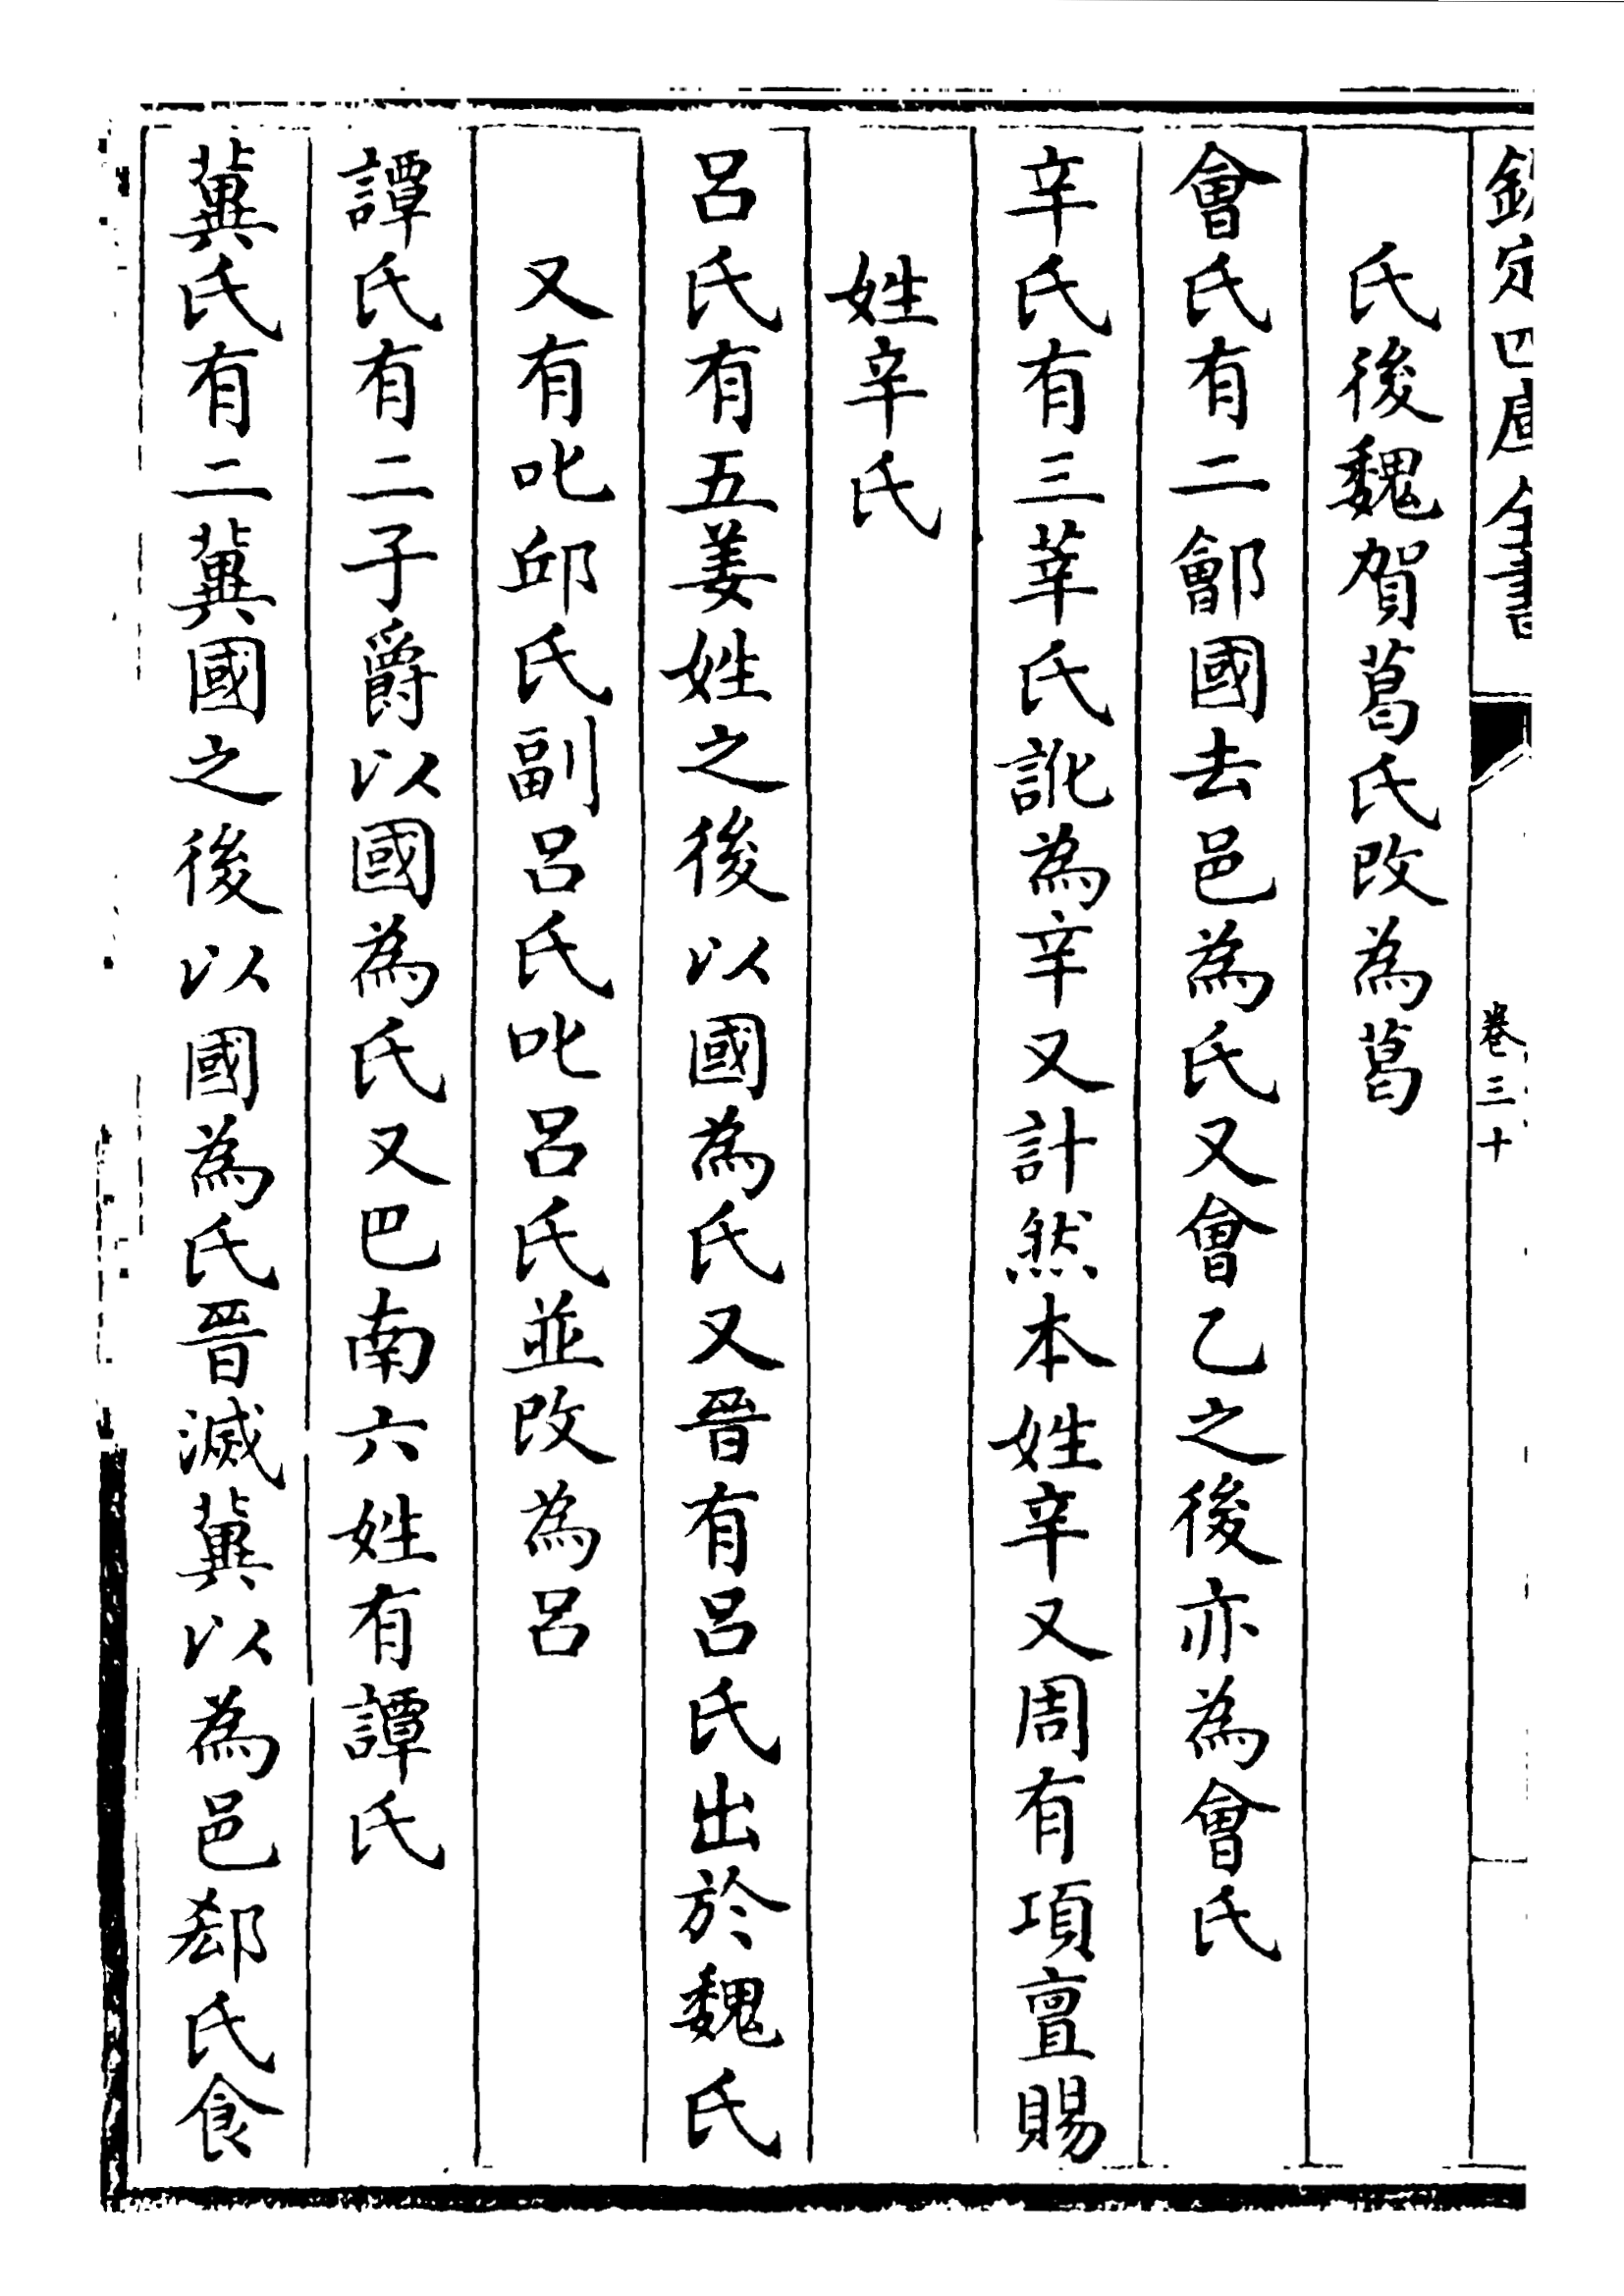 欽定四庫全書
卷三十
氏後魏賀葛氏改為葛
會氏有二鄫國去邑為氏又會乙之後亦為會氏
辛氏有三莘氏訛為辛又計然本姓辛又周有項亶賜
姓辛氏
呂氏有五姜姓之後以國為氏又晉有呂氏出於魏氏
又有叱邱氏副呂氏叱呂氏並改為呂
譚氏有二子爵以國為氏又巴南六姓有譚氏
冀氏有二冀國之後以國為氏晉滅冀以為邑郄氏食